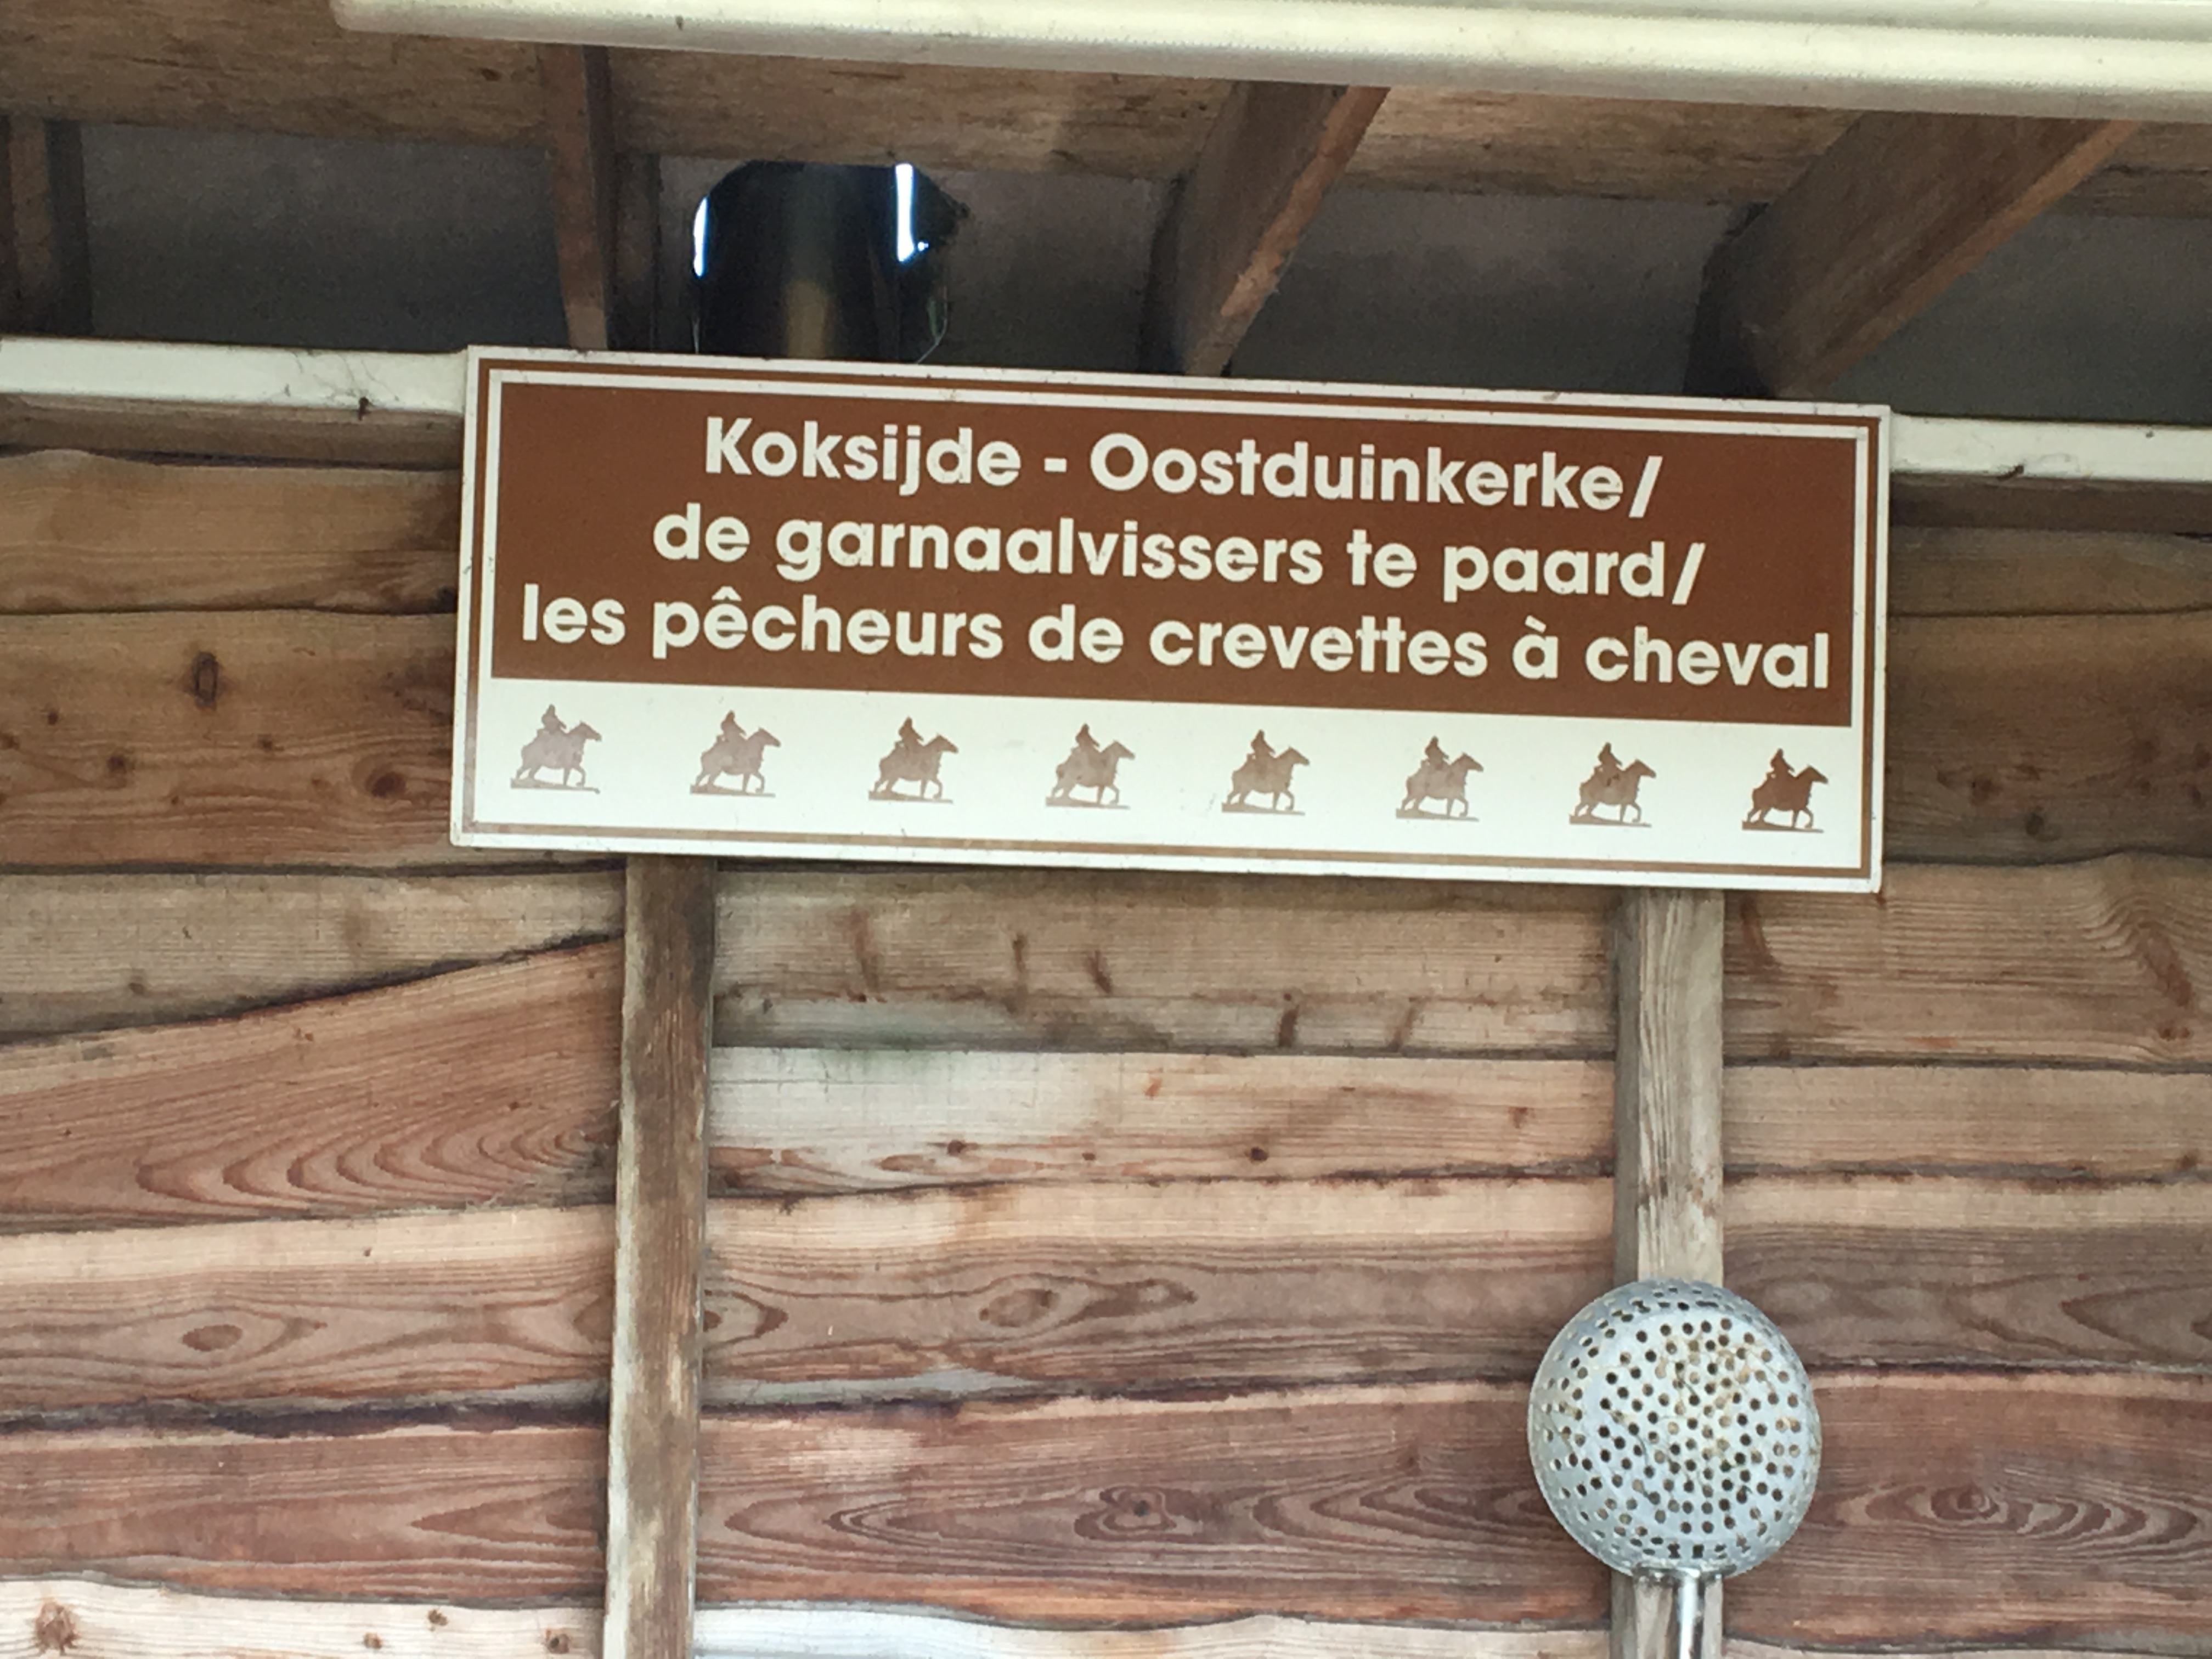 Koksijde - Oostduinkerke/
de garnaalvissers te paard/
les pêcheurs de crevettes à cheval